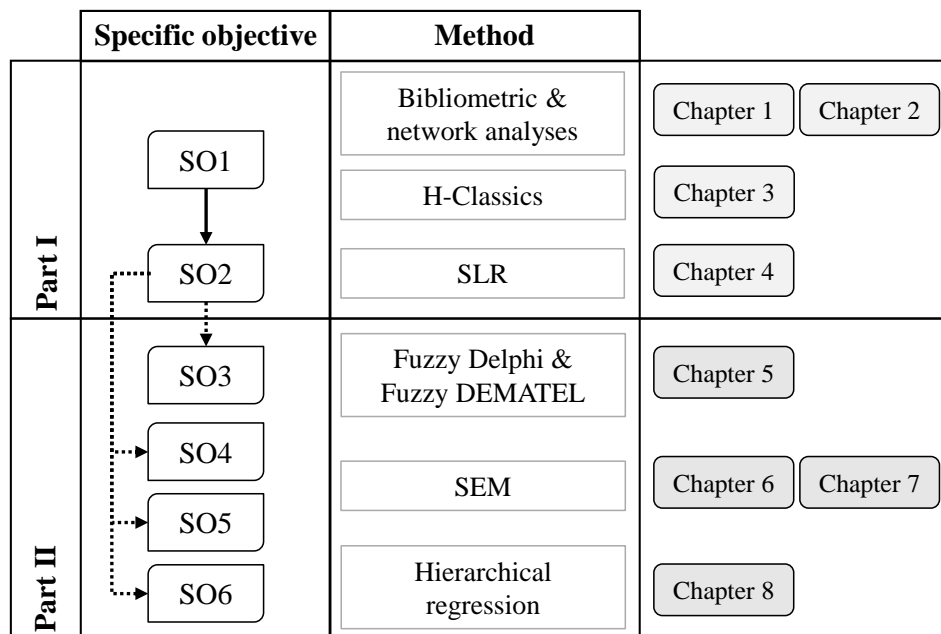 Specific objective
Method
Part I
SO1
Bibliometric &
network analyses
Chapter 1
Chapter 2
H-Classics
Chapter 3
SO2
SLR
Chapter 4
Part II
SO3
Fuzzy Delphi &
Fuzzy DEMATEL
Chapter 5
SO4
SO5
SEM
Chapter 6
Chapter 7
SO6
Hierarchical
regression
Chapter 8